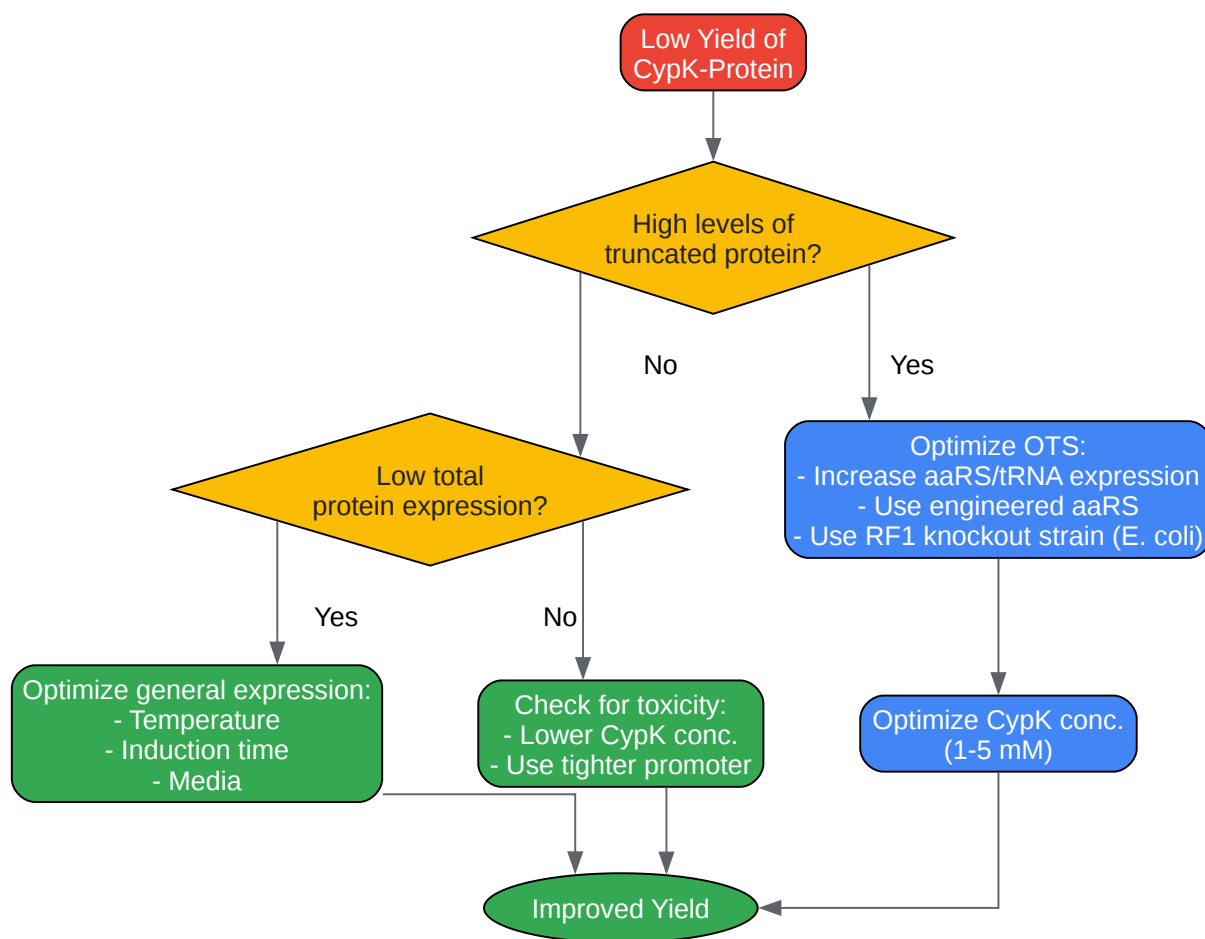 Low Yield of
CypK-Protein
High levels of
truncated protein?
No
Yes
Low total
protein expression?
Optimize OTS:
- Increase aaRS/tRNA expression
- Use engineered aaRS
- Use RF1 knockout strain (E. coli)
Yes
No
Optimize general expression:
- Temperature
- Induction time
- Media
Check for toxicity:
- Lower CypK conc.
- Use tighter promoter
Optimize CypK conc.
(1-5 mM)
Improved Yield